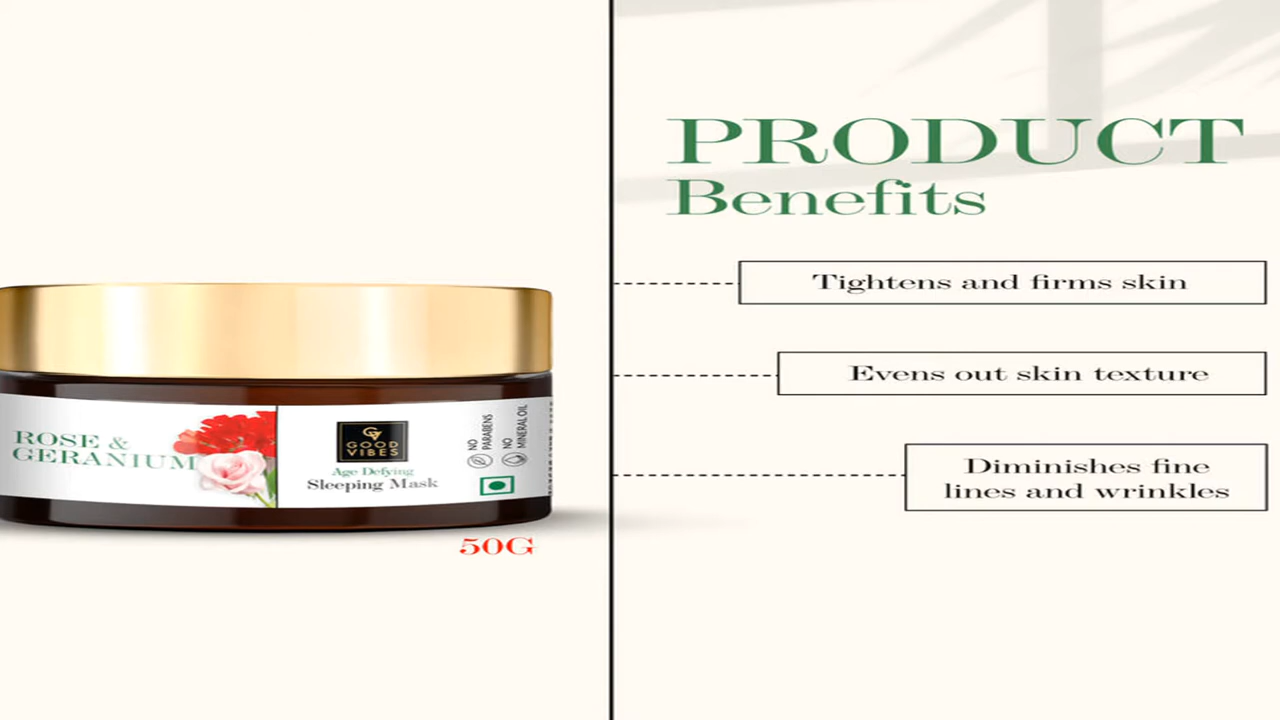 ROSE &
GERANIUM
GV
GOOD
VIBES
Age Defying
Sleeping Mask
NO
PARABENS
NO
MINERAL OIL
50G
PRODUCT
Benefits
Tightens and firms skin
Evens out skin texture
Diminishes fine
lines and wrinkles